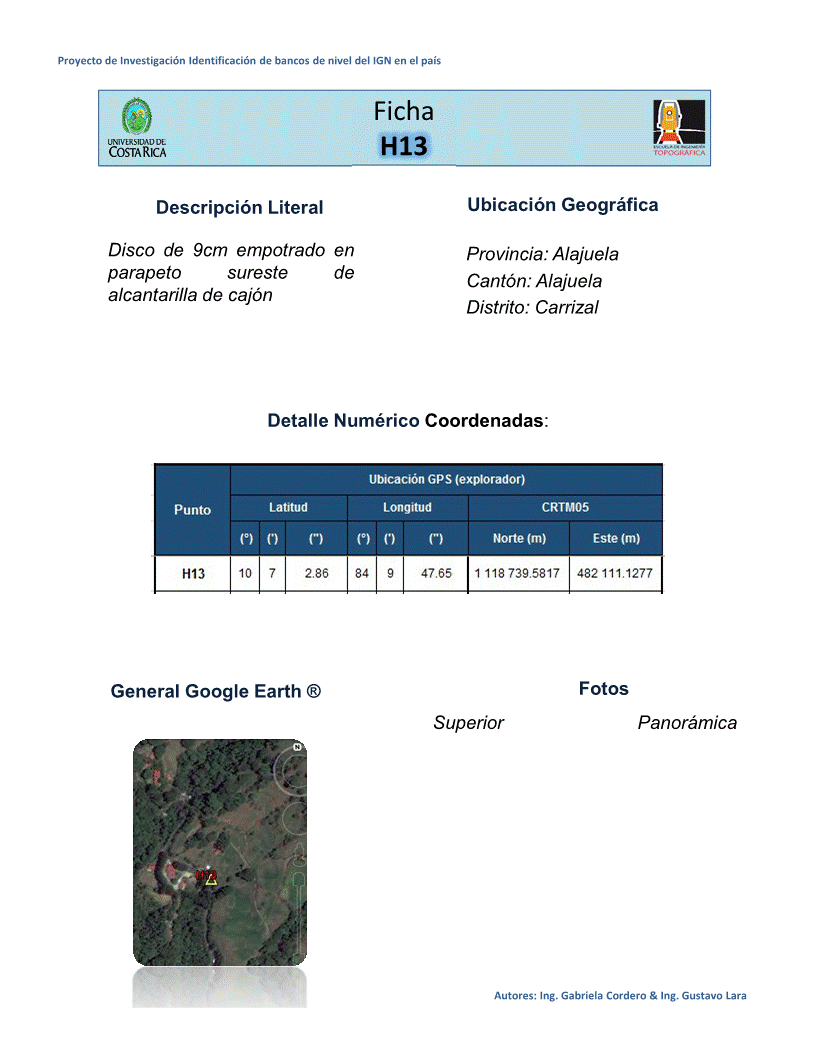 Proyecto de Investigación Identificación de bancos de nivel del IGN en el país
UNIVERSIDAD DE
COSTA RICA
Ficha
H13
ESCUELA DE INGENIERÍA
TOPOGRÁFICA
Descripción Literal
Disco de 9cm empotrado en
parapeto sureste de
alcantarilla de cajón
Ubicación Geográfica
Provincia: Alajuela
Cantón: Alajuela
Distrito: Carrizal
Detalle Numérico Coordenadas:
Punto
Ubicación GPS (explorador)
Latitud Longitud CRTM05
(°) (') (") (°) (') (") Norte (m) Este (m)
H13 10 7 2.86 84 9 47.65 1 118 739.5817 482 111.1277
General Google Earth ®
Fotos
Superior Panorámica
N
H13
Autores: Ing. Gabriela Cordero & Ing. Gustavo Lara